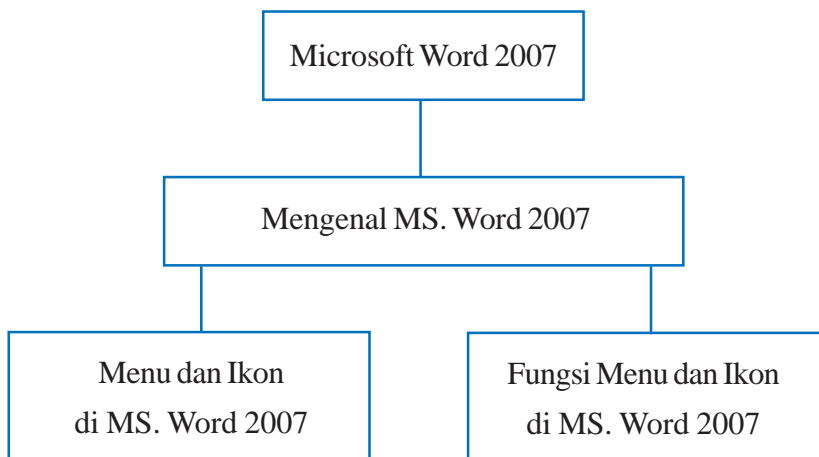 Microsoft Word 2007
Mengenal MS. Word 2007
Menu dan Ikon
di MS. Word 2007
Fungsi Menu dan Ikon
di MS. Word 2007